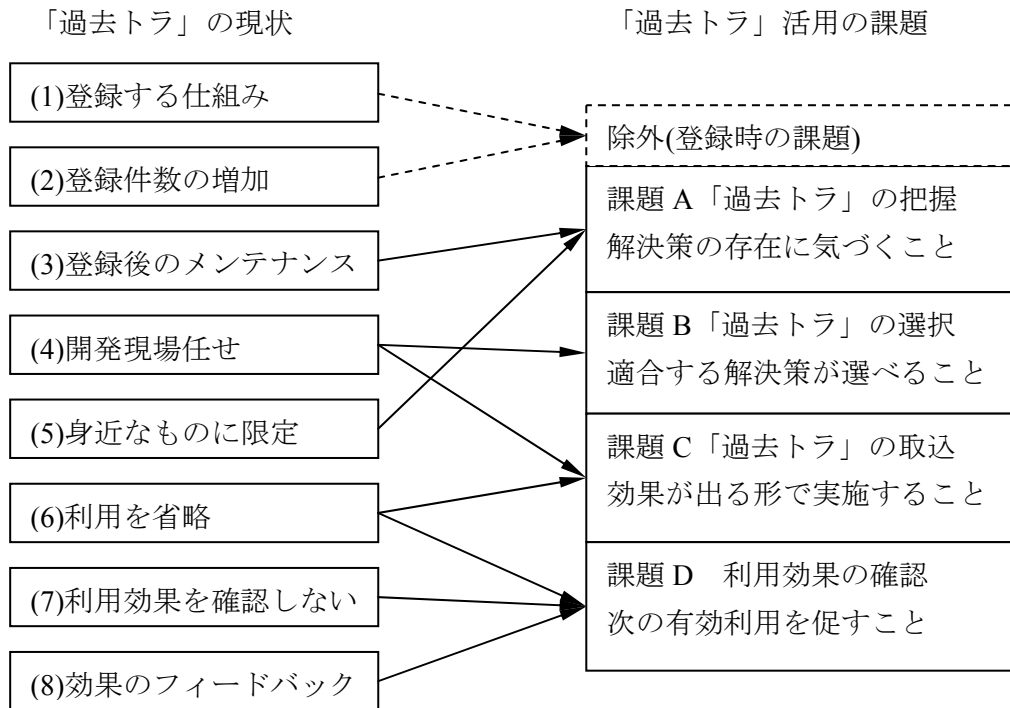 「過去トラ」の現状
(1)登録する仕組み
(2)登録件数の増加
(3)登録後のメンテナンス
(4)開発現場任せ
(5)身近なものに限定
(6)利用を省略
(7)利用効果を確認しない
(8)効果のフィードバック
「過去トラ」活用の課題
除外(登録時の課題)
課題 A「過去トラ」の把握
解決策の存在に気づくこと
課題 B「過去トラ」の選択
適合する解決策が選べること
課題 C「過去トラ」の取込
効果が出る形で実施すること
課題 D　利用効果の確認
次の有効利用を促すこと